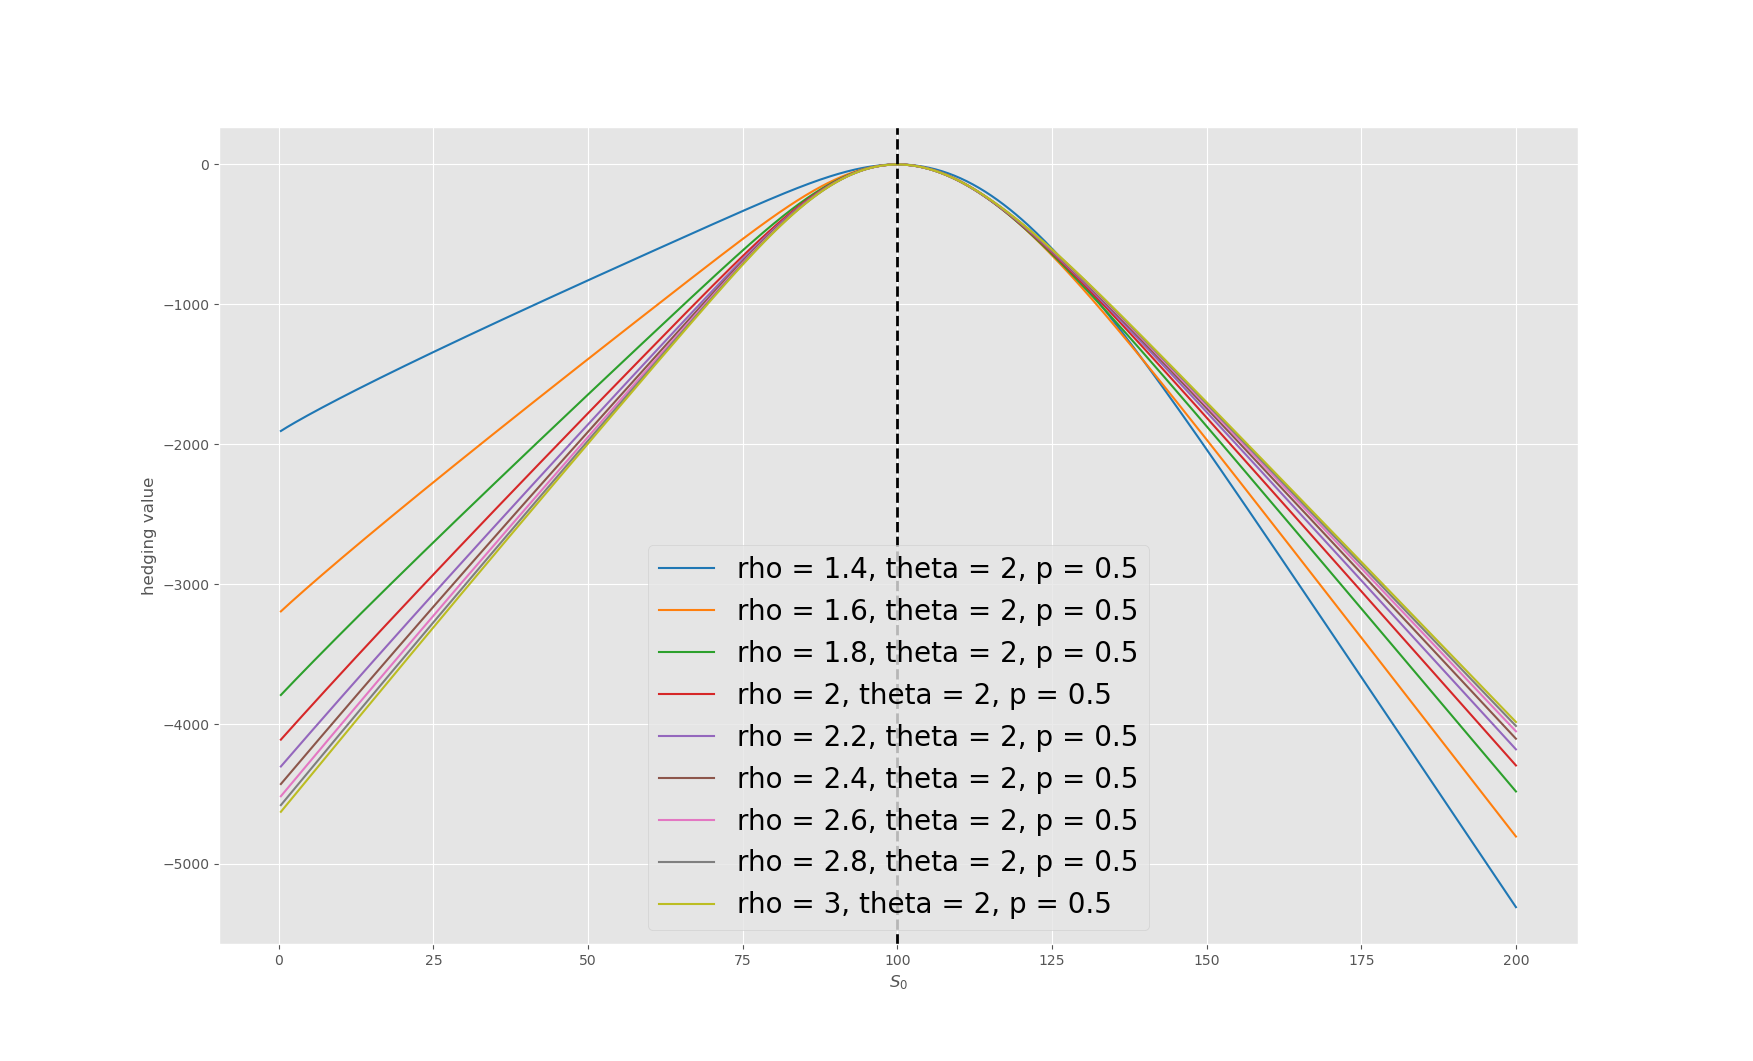 0
−1000
−2000
−3000
−4000
−5000
hedging value
rho = 1.4, theta = 2, p = 0.5
rho = 1.6, theta = 2, p = 0.5
rho = 1.8, theta = 2, p = 0.5
rho = 2, theta = 2, p = 0.5
rho = 2.2, theta = 2, p = 0.5
rho = 2.4, theta = 2, p = 0.5
rho = 2.6, theta = 2, p = 0.5
rho = 2.8, theta = 2, p = 0.5
rho = 3, theta = 2, p = 0.5
0 25 50 75 100 125 150 175 200
S₀